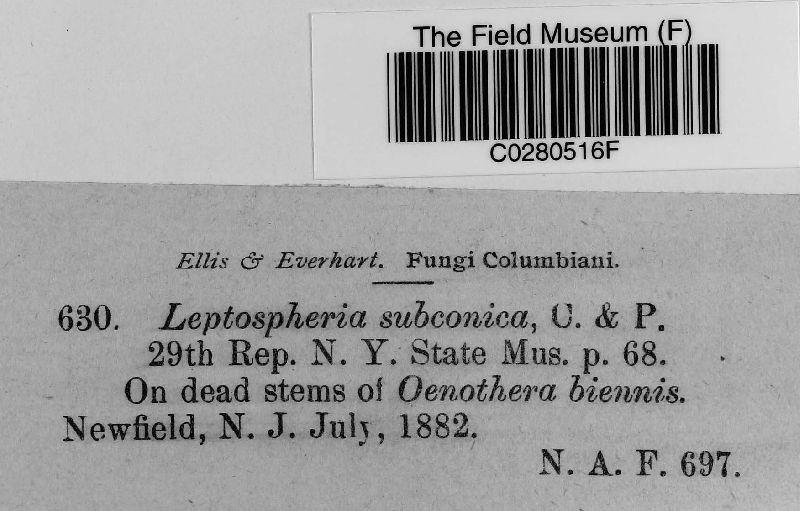 The Field Museum (F)
C0280516F
Ellis & Everhart. Fungi Columbiani.
630. Leptospheria subconica, C. & P.
29th Rep. N. Y. State Mus. p. 68.
On dead stems of Oenothera biennis.
Newfield, N. J. July, 1882.
N. A. F. 697.